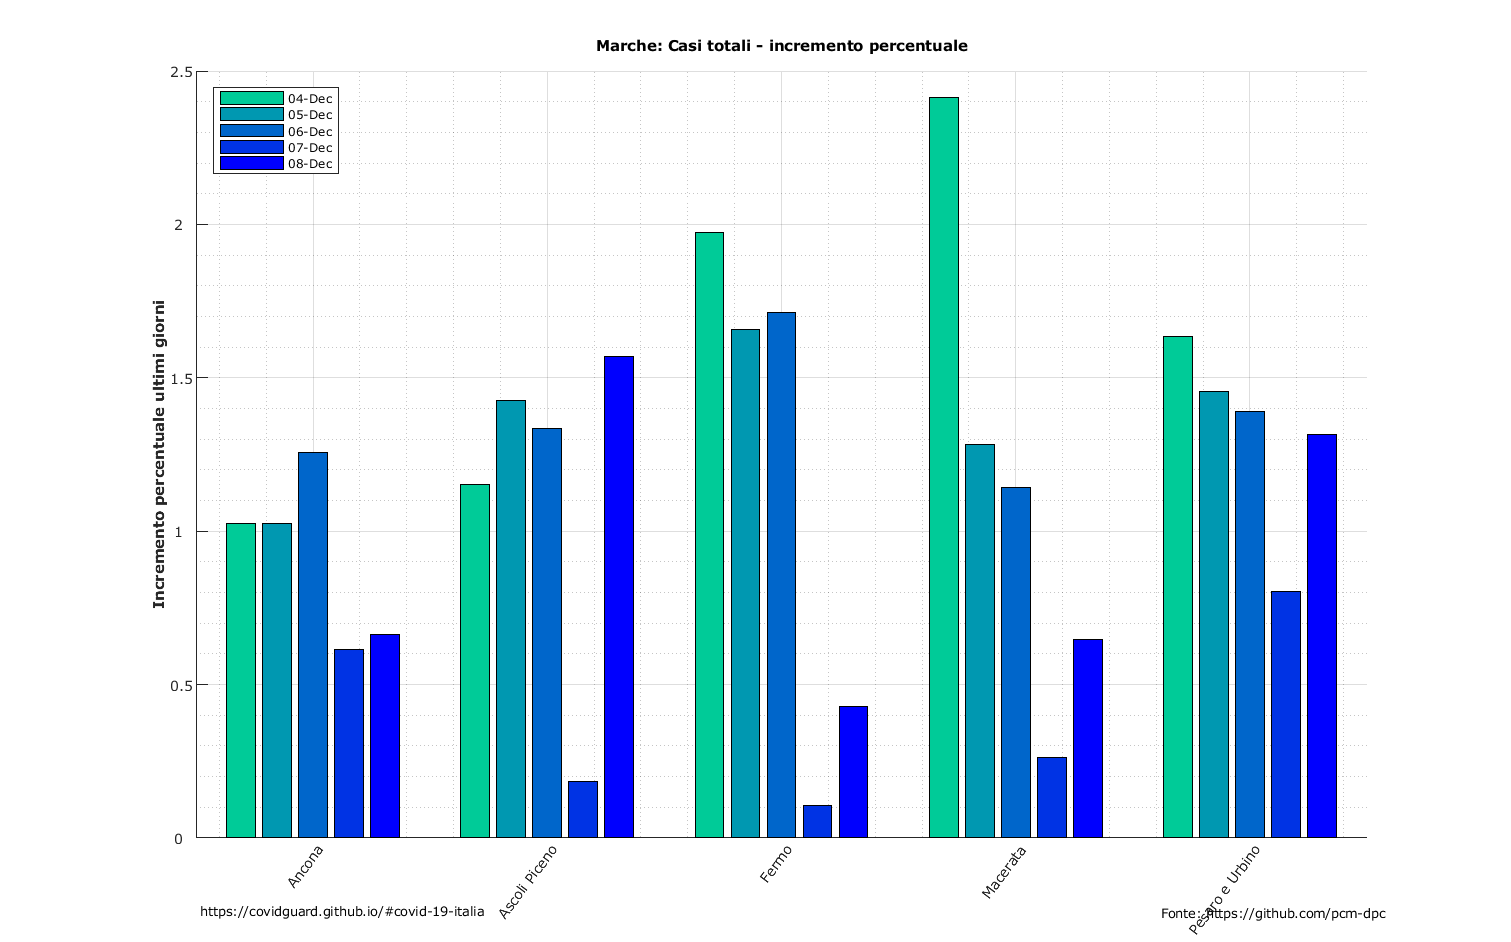 Marche: Casi totali - incremento percentuale
2.5
2
1.5
1
0.5
0
Incremento percentuale ultimi giorni
04-Dec
05-Dec
06-Dec
07-Dec
08-Dec
Ancona
Ascoli Piceno
Fermo
Macerata
Pesaro e Urbino
https://covidguard.github.io/#covid-19-italia
Fonte: https://github.com/pcm-dpc